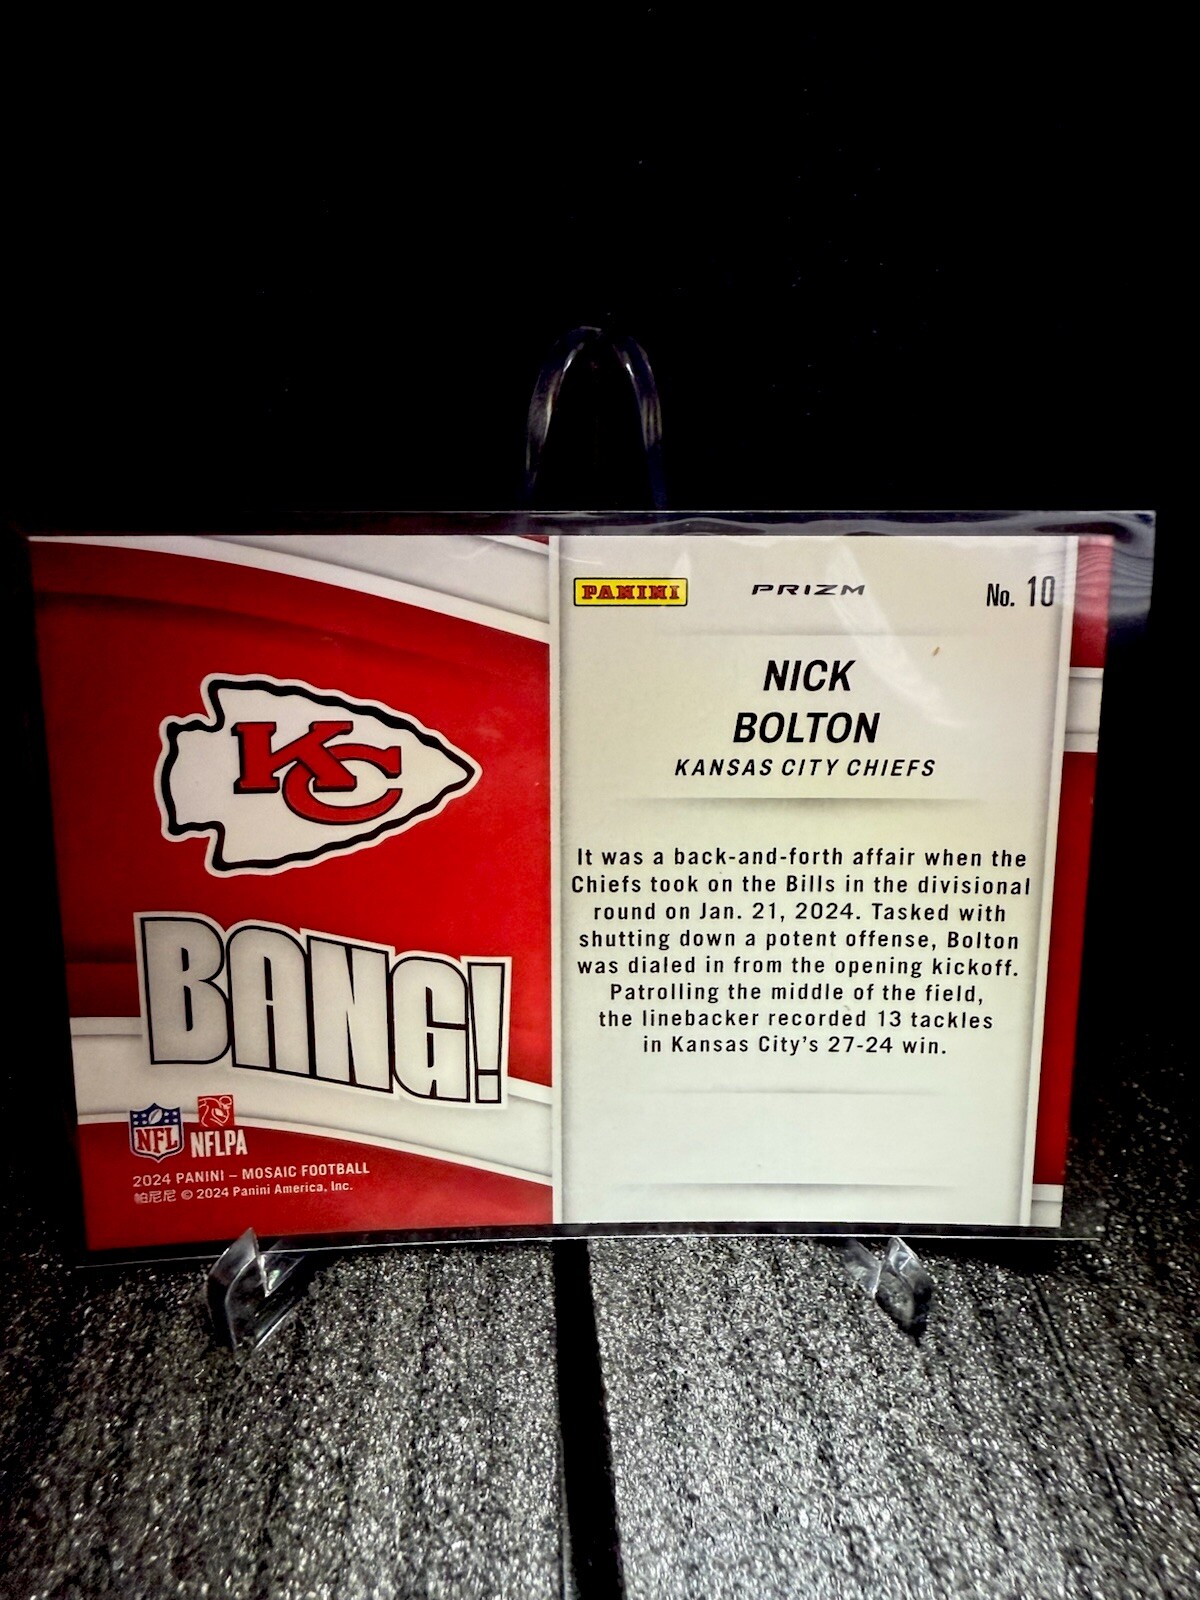 PANINI
PRIZM
No. 10
NICK
BOLTON
KANSAS CITY CHIEFS
It was a back-and-forth affair when the
Chiefs took on the Bills in the divisional
round on Jan. 21, 2024. Tasked with
shutting down a potent offense, Bolton
was dialed in from the opening kickoff.
Patrolling the middle of the field,
the linebacker recorded 13 tackles
in Kansas City's 27-24 win.
KC
BANG!
NFL
NFLPA
2024 PANINI – MOSAIC FOOTBALL
帕尼尼 © 2024 Panini America, Inc.